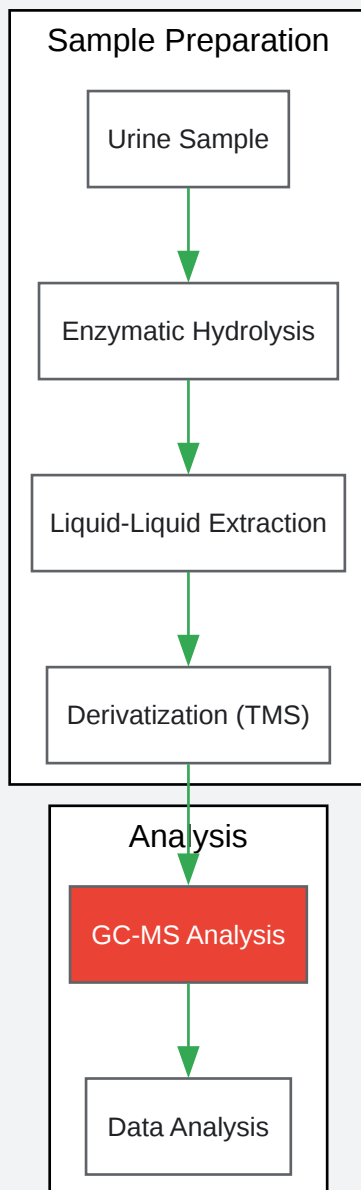 Sample Preparation
Urine Sample
Enzymatic Hydrolysis
Liquid-Liquid Extraction
Derivatization (TMS)
Analysis
GC-MS Analysis
Data Analysis